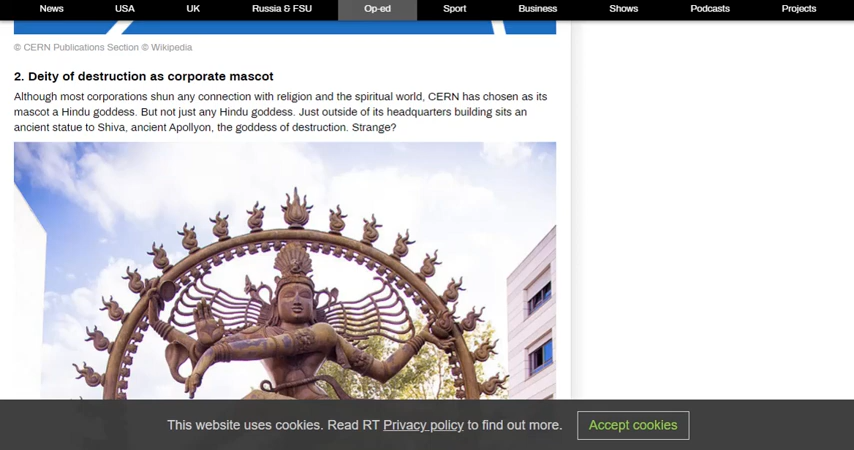 News USA UK Russia & FSU Op-ed Sport Business Shows Podcasts Projects
© CERN Publications Section © Wikipedia
2. Deity of destruction as corporate mascot
Although most corporations shun any connection with religion and the spiritual world, CERN has chosen as its
mascot a Hindu goddess. But not just any Hindu goddess. Just outside of its headquarters building sits an
ancient statue to Shiva, ancient Apollyon, the goddess of destruction. Strange?
This website uses cookies. Read RT Privacy policy to find out more. Accept cookies